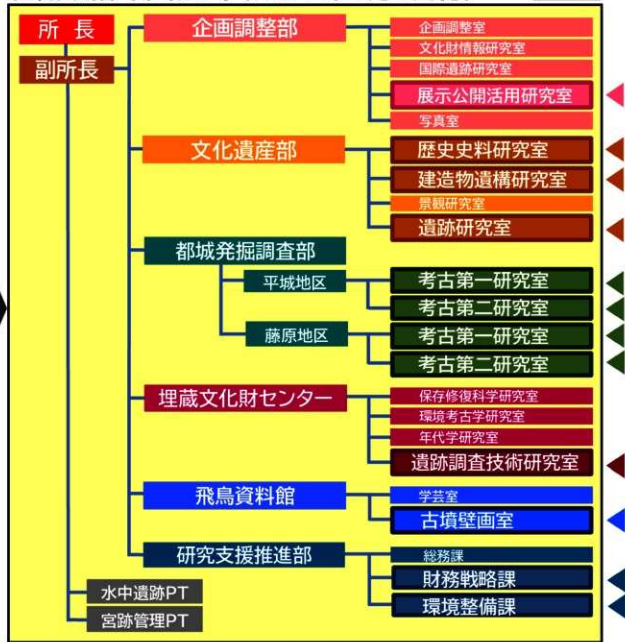 所 長
副所長
企画調整部
企画調整室
文化財情報研究室
国際遺跡研究室
展示公開活用研究室
写真室
文化遺産部
歴史史料研究室
建造物遺構研究室
景観研究室
遺跡研究室
都城発掘調査部
平城地区
考古第一研究室
考古第二研究室
藤原地区
考古第一研究室
考古第二研究室
埋蔵文化財センター
保存修復科学研究室
環境考古学研究室
年代学研究室
遺跡調査技術研究室
飛鳥資料館
学芸室
古墳壁画室
研究支援推進部
総務課
財務戦略課
環境整備課
水中遺跡PT
宮跡管理PT